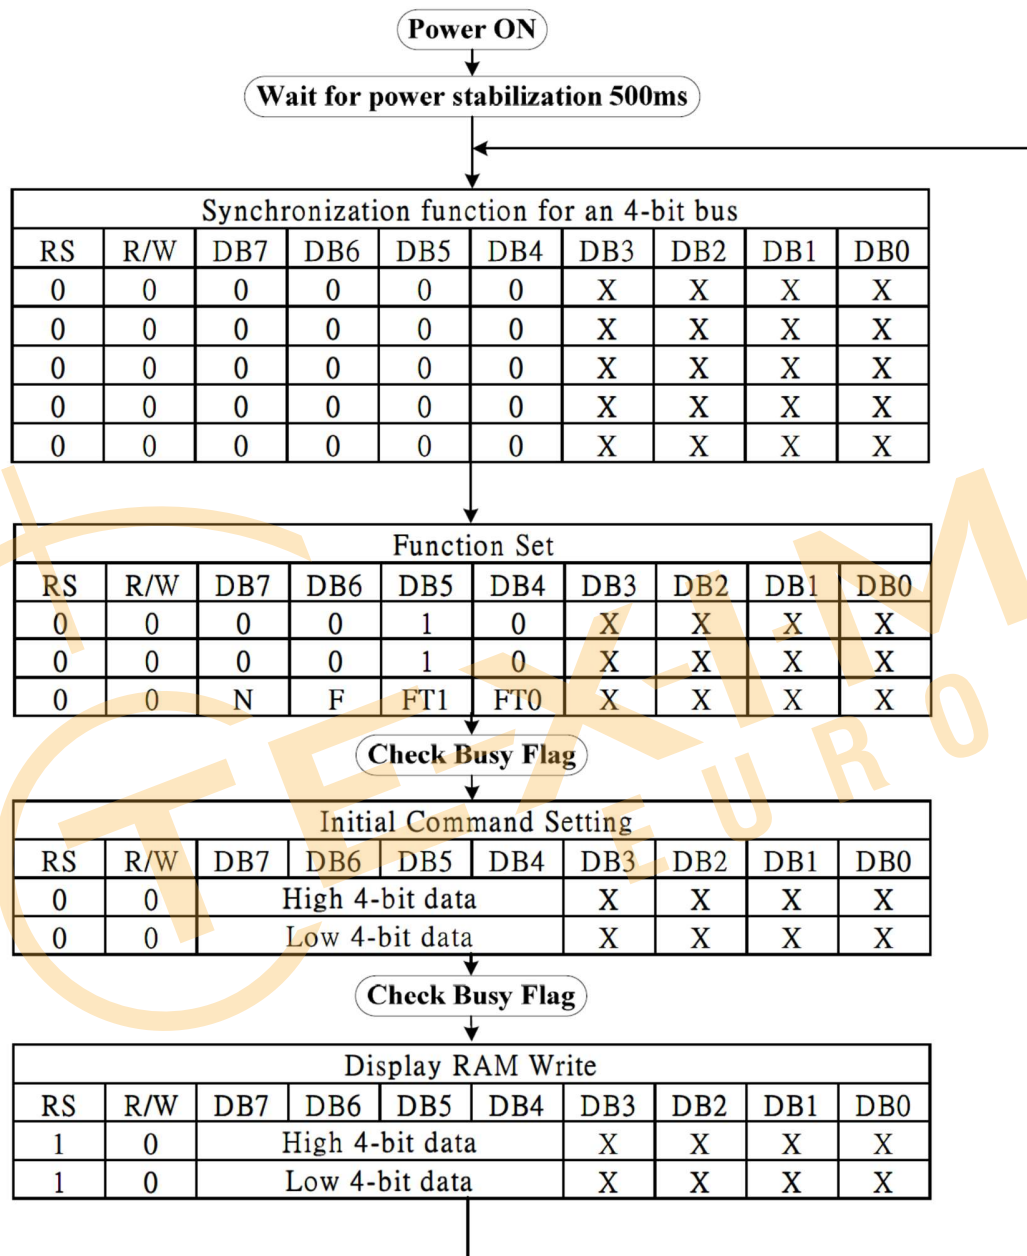 Power ON
Wait for power stabilization 500ms
Synchronization function for an 4-bit bus
RS R/W DB7 DB6 DB5 DB4 DB3 DB2 DB1 DB0
0 0 0 0 0 0 X X X X
0 0 0 0 0 0 X X X X
0 0 0 0 0 0 X X X X
0 0 0 0 0 0 X X X X
0 0 0 0 0 0 X X X X
Function Set
RS R/W DB7 DB6 DB5 DB4 DB3 DB2 DB1 DB0
0 0 0 0 1 0 X X X X
0 0 0 0 1 0 X X X X
0 0 N F FT1 FT0 X X X X
Check Busy Flag
Initial Command Setting
RS R/W DB7 DB6 DB5 DB4 DB3 DB2 DB1 DB0
0 0 High 4-bit data X X X X
0 0 Low 4-bit data X X X X
Check Busy Flag
Display RAM Write
RS R/W DB7 DB6 DB5 DB4 DB3 DB2 DB1 DB0
1 0 High 4-bit data X X X X
1 0 Low 4-bit data X X X X
TEXIM
EURO